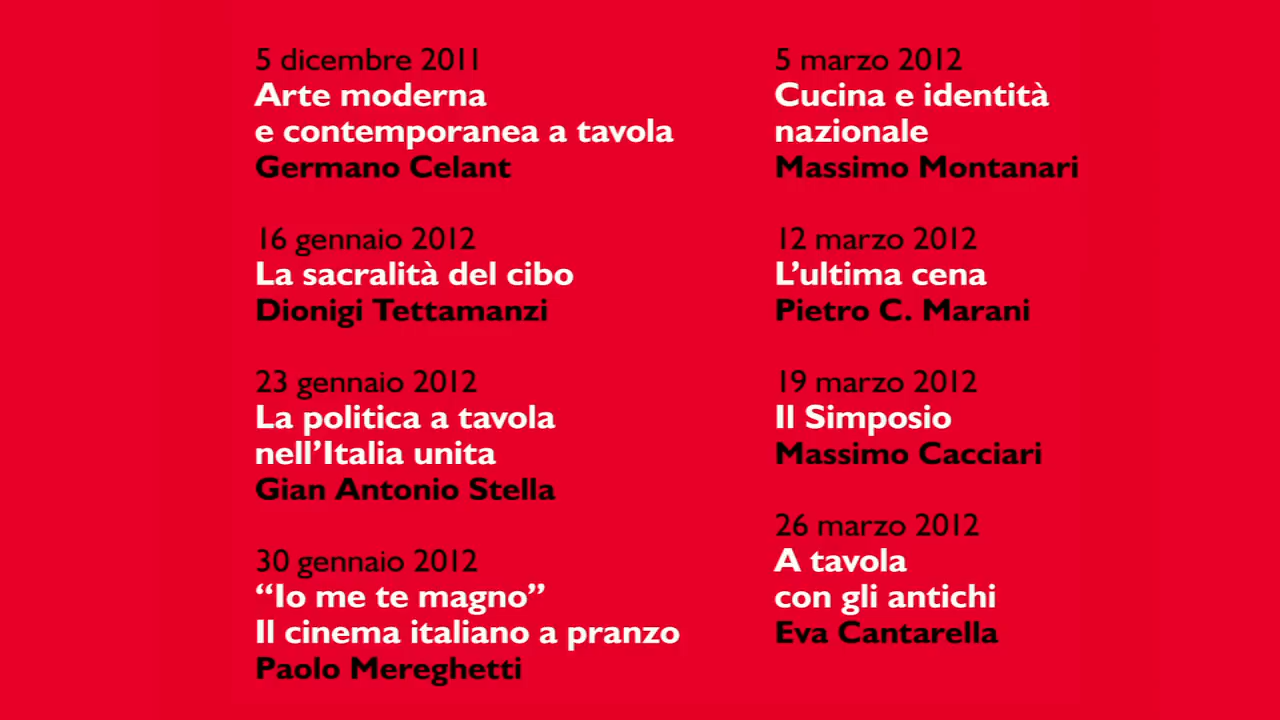 5 dicembre 2011
Arte moderna
e contemporanea a tavola
Germano Celant
16 gennaio 2012
La sacralità del cibo
Dionigi Tettamanzi
23 gennaio 2012
La politica a tavola
nell’Italia unita
Gian Antonio Stella
30 gennaio 2012
“Io me te magno”
Il cinema italiano a pranzo
Paolo Mereghetti
5 marzo 2012
Cucina e identità
nazionale
Massimo Montanari
12 marzo 2012
L’ultima cena
Pietro C. Marani
19 marzo 2012
Il Simposio
Massimo Cacciari
26 marzo 2012
A tavola
con gli antichi
Eva Cantarella